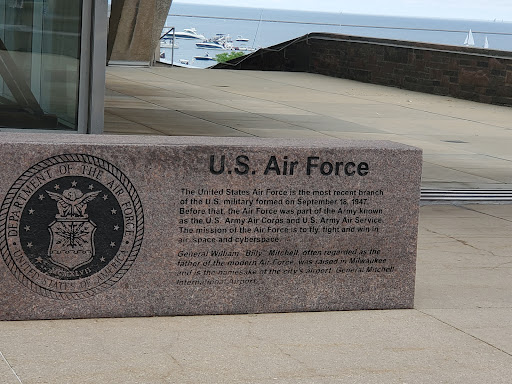 U.S. Air Force
The United States Air Force is the most recent branch
of the U.S. military formed on September 18, 1947.
Before that, the Air Force was part of the Army known
as the U.S. Army Air Corps and U.S. Army Air Service.
The mission of the Air Force is to fly, fight and win in
air, space and cyberspace.
General William "Billy" Mitchell, often regarded as the
father of the modern Air Force, was raised in Milwaukee
and is the namesake of the city's airport, General Mitchell
International Airport.
DEPARTMENT OF THE AIR FORCE
MCMXLVII
UNITED STATES OF AMERICA